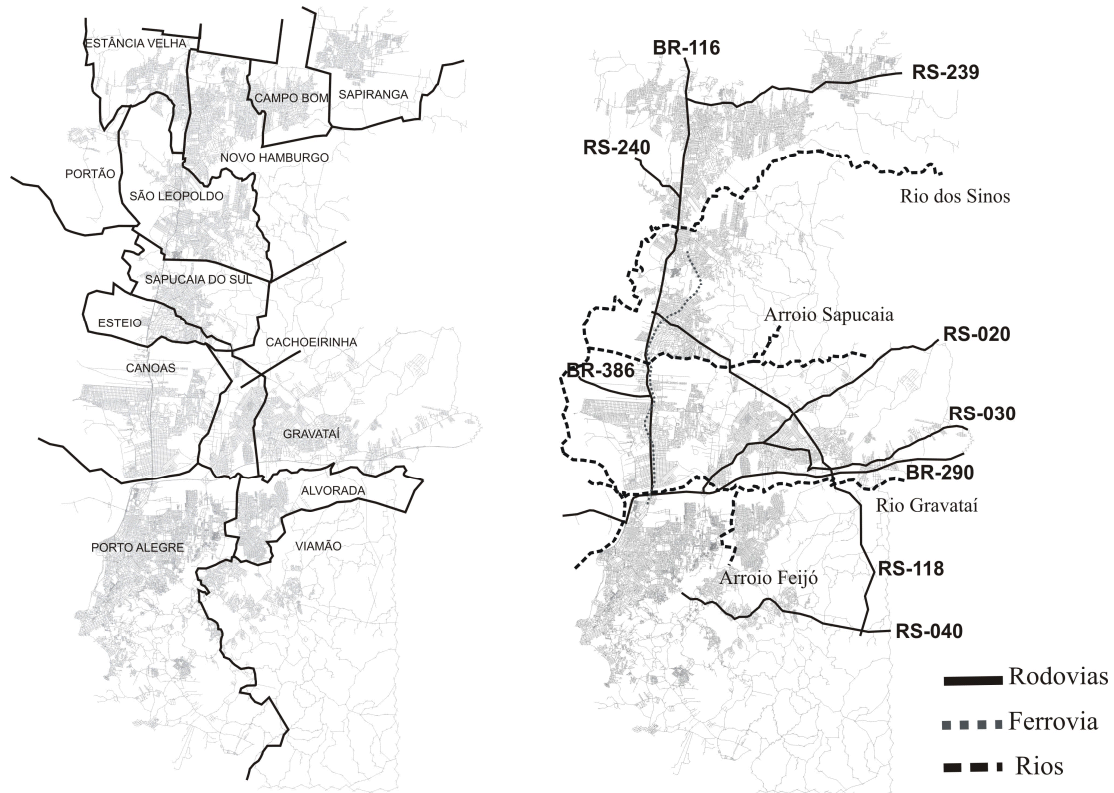 ESTÂNCIA VELHA
CAMPO BOM
SAPIRANGA
NOVO HAMBURGO
PORTÃO
SÃO LEOPOLDO
SAPUCAIA DO SUL
ESTEIO
CACHOEIRINHA
CANOAS
GRAVATAÍ
ALVORADA
PORTO ALEGRE
VIAMÃO
BR-116
RS-239
RS-240
Rio dos Sinos
Arroio Sapucaia
RS-020
BR-386
RS-030
BR-290
Rio Gravataí
Arroio Feijó
RS-118
RS-040
Rodovias
Ferrovia
Rios